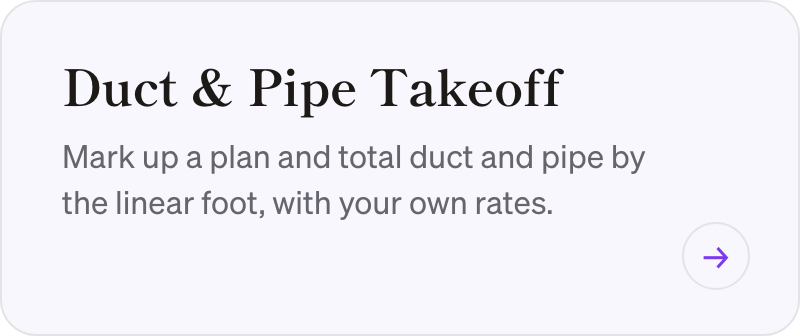 Duct & Pipe Takeoff
Mark up a plan and total duct and pipe by
the linear foot, with your own rates.